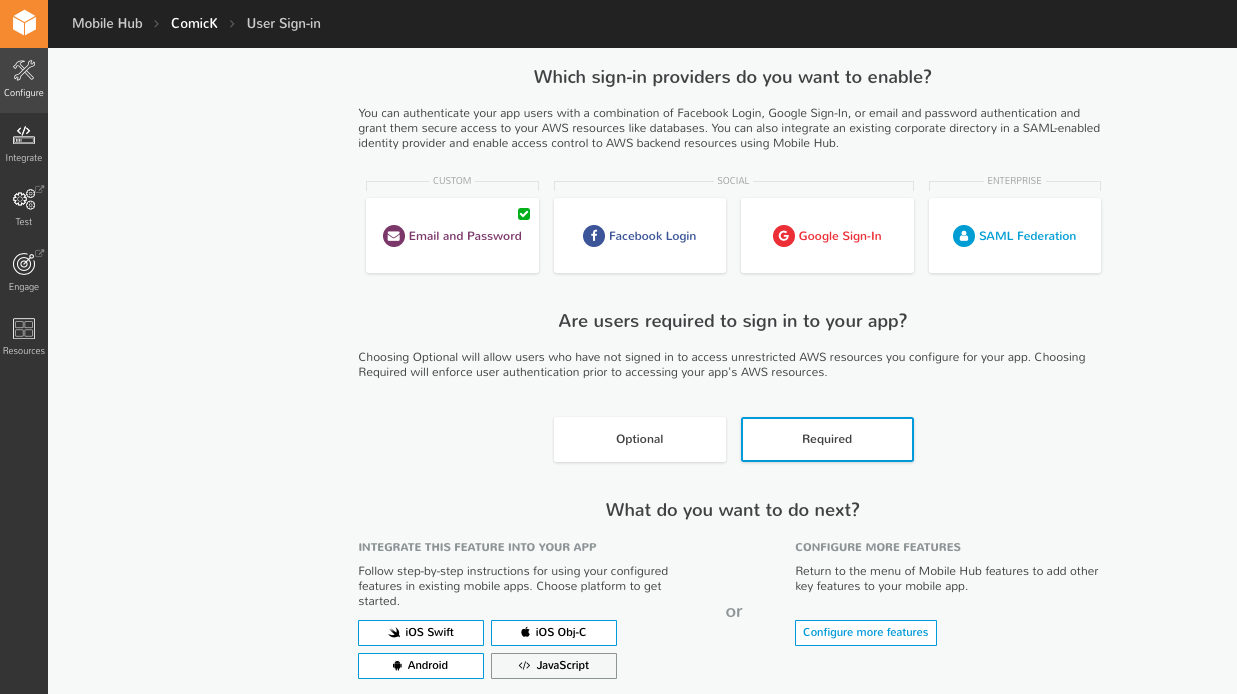 Mobile Hub > ComicK > User Sign-in
Configure
Integrate
Test
Engage
Resources
Which sign-in providers do you want to enable?
You can authenticate your app users with a combination of Facebook Login, Google Sign-In, or email and password authentication and
grant them secure access to your AWS resources like databases. You can also integrate an existing corporate directory in a SAML-enabled
identity provider and enable access control to AWS backend resources using Mobile Hub.
CUSTOM
SOCIAL
ENTERPRISE
Email and Password
Facebook Login
Google Sign-In
SAML Federation
Are users required to sign in to your app?
Choosing Optional will allow users who have not signed in to access unrestricted AWS resources you configure for your app. Choosing
Required will enforce user authentication prior to accessing your app's AWS resources.
Optional
Required
What do you want to do next?
INTEGRATE THIS FEATURE INTO YOUR APP
Follow step-by-step instructions for using your configured
features in existing mobile apps. Choose platform to get
started.
iOS Swift
iOS Obj-C
Android
</> JavaScript
or
CONFIGURE MORE FEATURES
Return to the menu of Mobile Hub features to add other
key features to your mobile app.
Configure more features